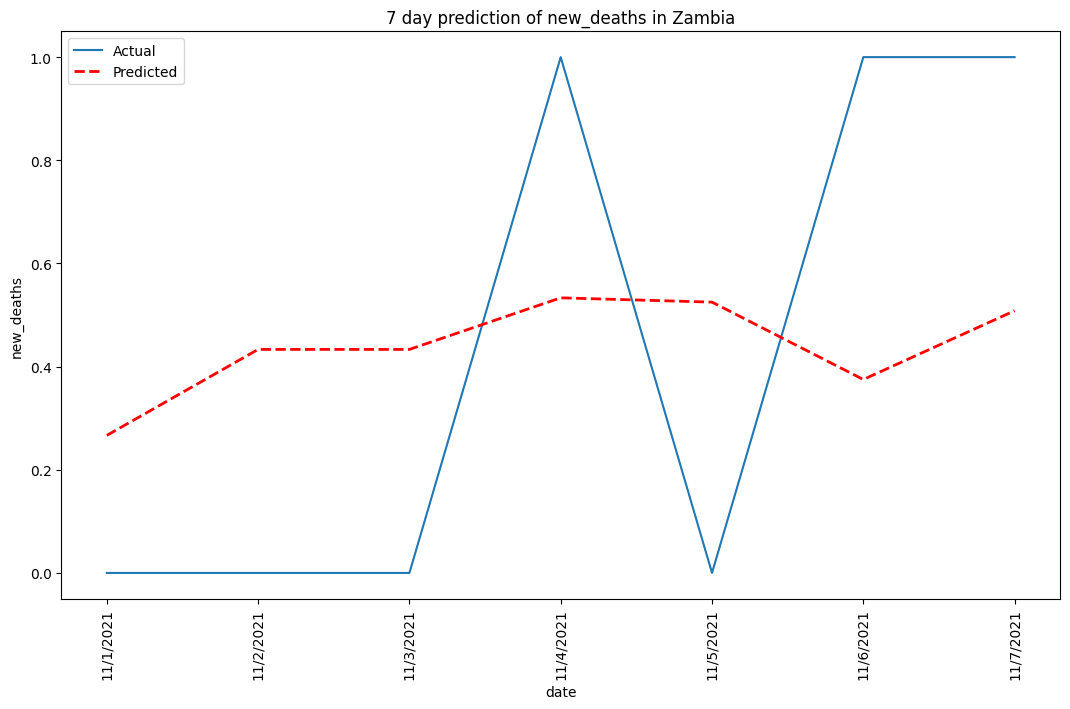 7 day prediction of new_deaths in Zambia
Actual
Predicted
1.0
0.8
0.6
0.4
0.2
0.0
new_deaths
11/1/2021
11/2/2021
11/3/2021
11/4/2021
11/5/2021
11/6/2021
11/7/2021
date